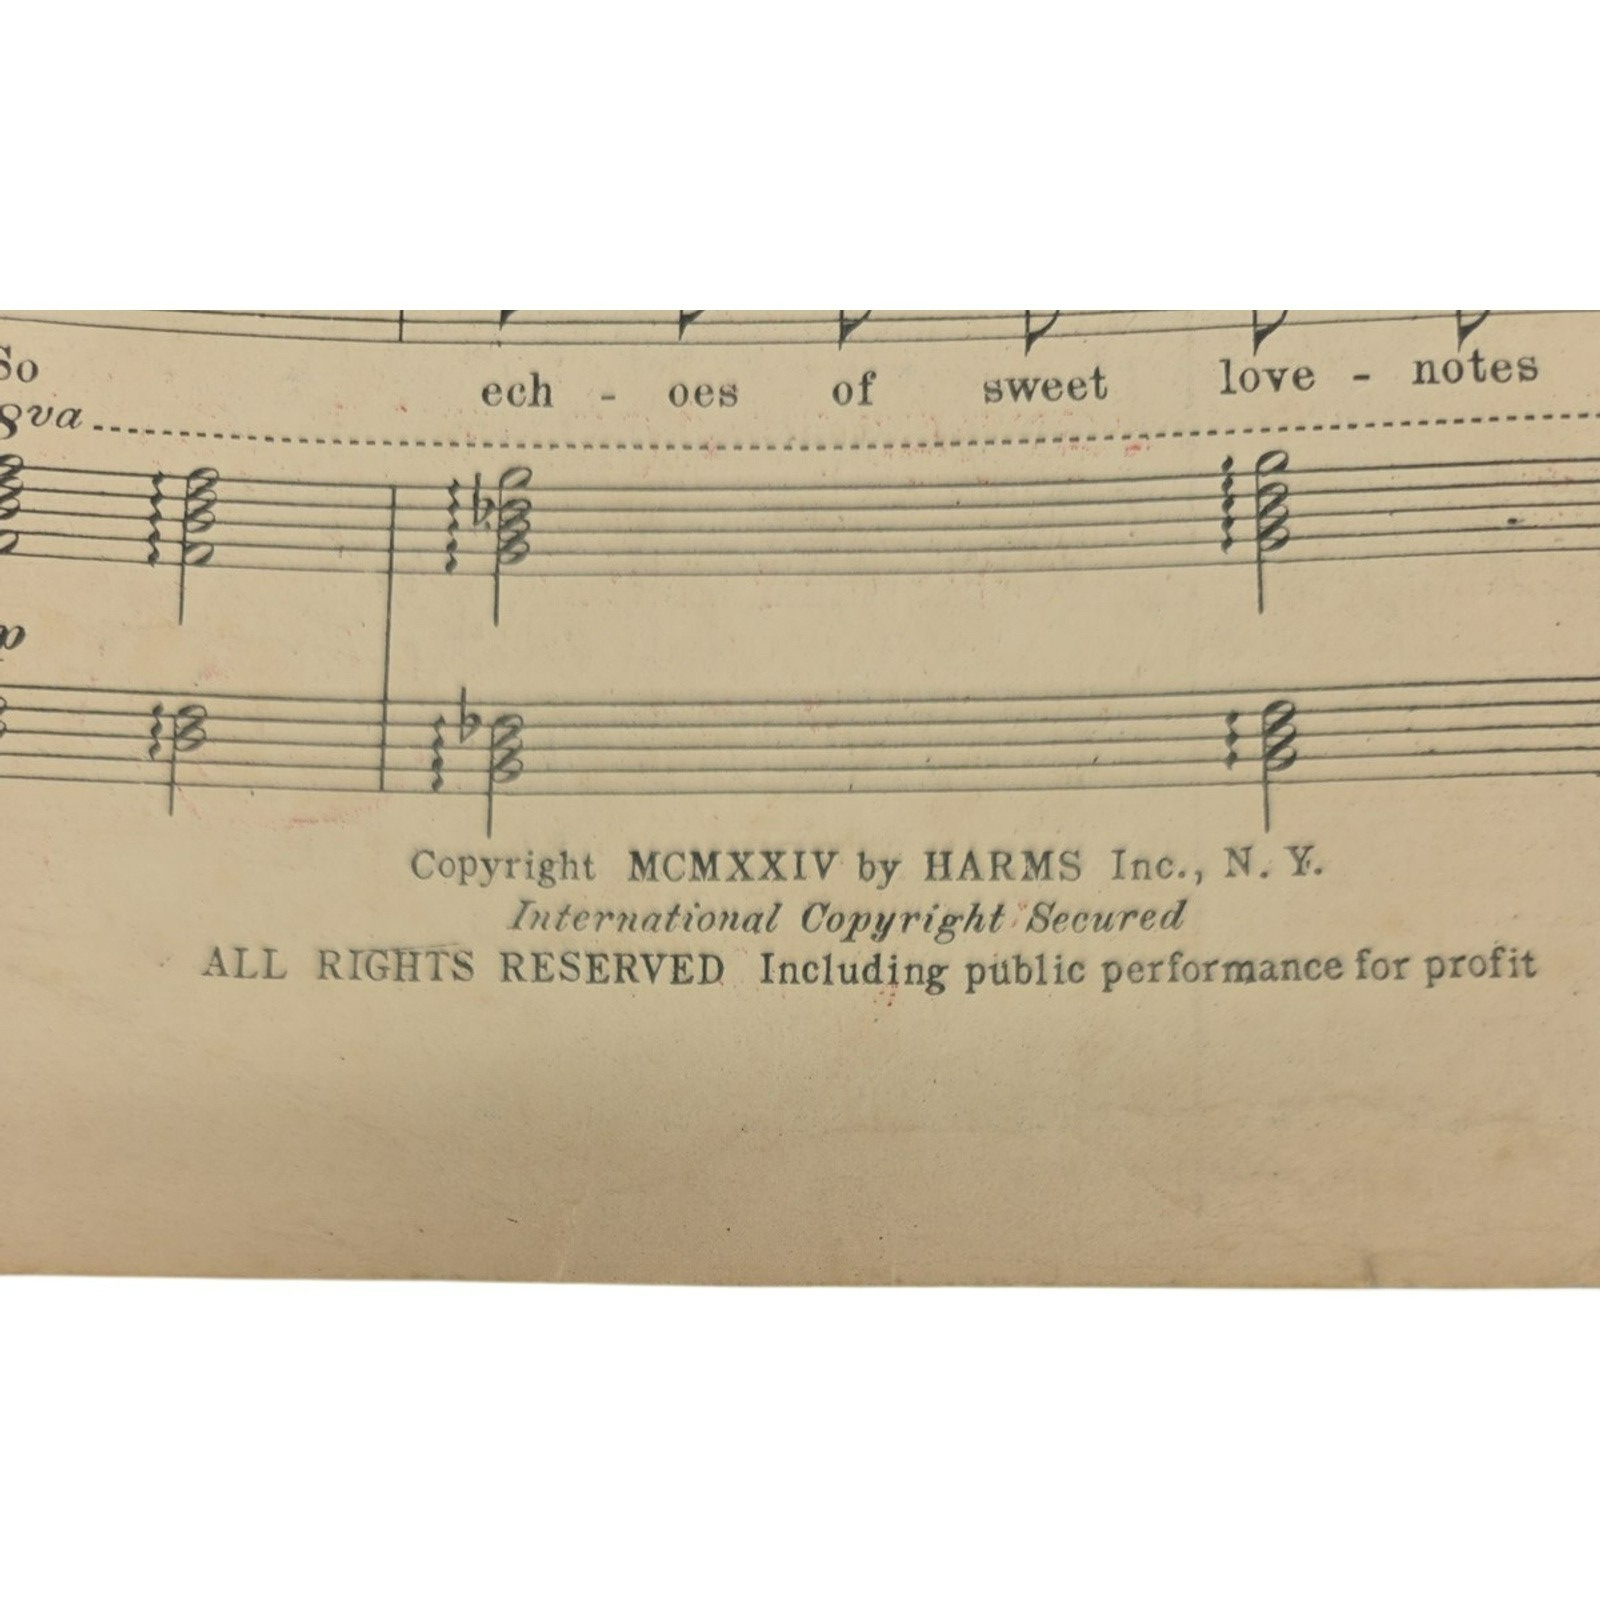 So ech - oes of sweet love - notes
8va
Copyright MCMXXIV by HARMS Inc., N. Y.
International Copyright Secured
ALL RIGHTS RESERVED Including public performance for profit